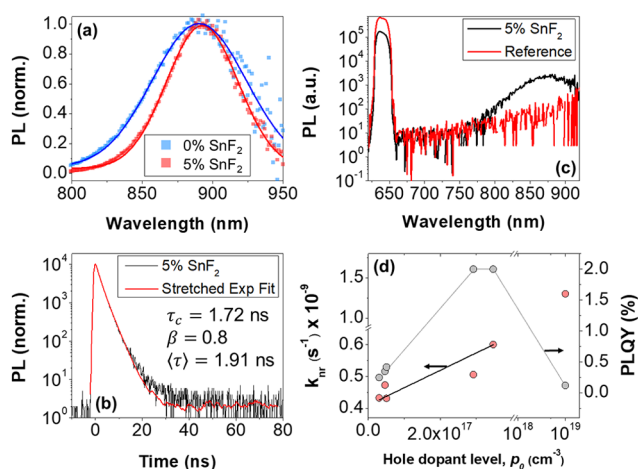 (a)
PL (norm.)
1.0
0.8
0.6
0.4
0.2
0.0
0% SnF2
5% SnF2
800
850
900
950
Wavelength (nm)
PL (a.u.)
10^5
10^4
10^3
10^2
10^1
10^0
10^-1
5% SnF2
Reference
(c)
650
700
750
800
850
900
Wavelength (nm)
PL (norm.)
10^4
10^3
10^2
10^1
10^0
5% SnF2
Stretched Exp Fit
τc = 1.72 ns
β = 0.8
⟨τ⟩ = 1.91 ns
(b)
0
20
40
60
80
Time (ns)
(d)
knr (s^-1) x 10^-9
1.5
1.2
0.6
0.5
0.4
PLQY (%)
2.0
1.5
1.0
0.5
0.0
0.0
2.0x10^17
10^18
10^19
Hole dopant level, p0 (cm^-3)